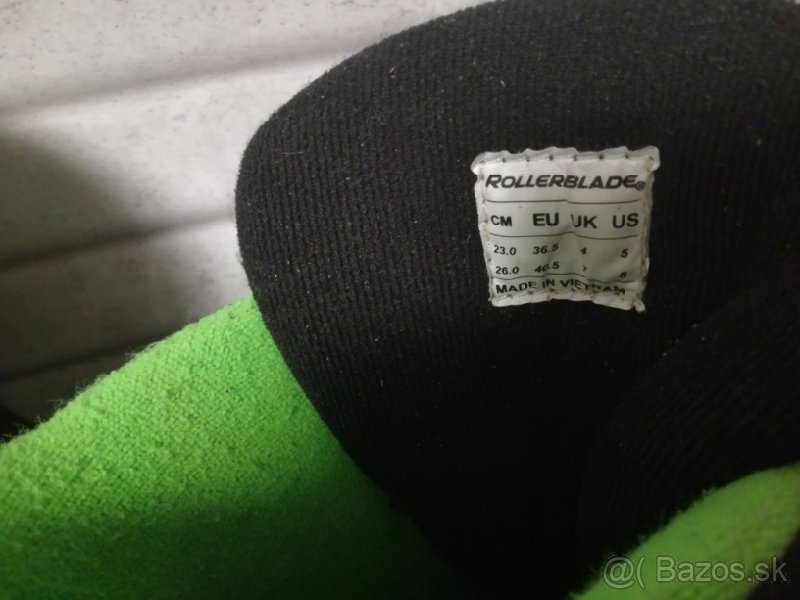 ROLLERBLADE®
CM EU UK US
23.0 36.5 4 5
26.0 40.5 7 8
MADE IN VIETNAM
@( Bazos.sk